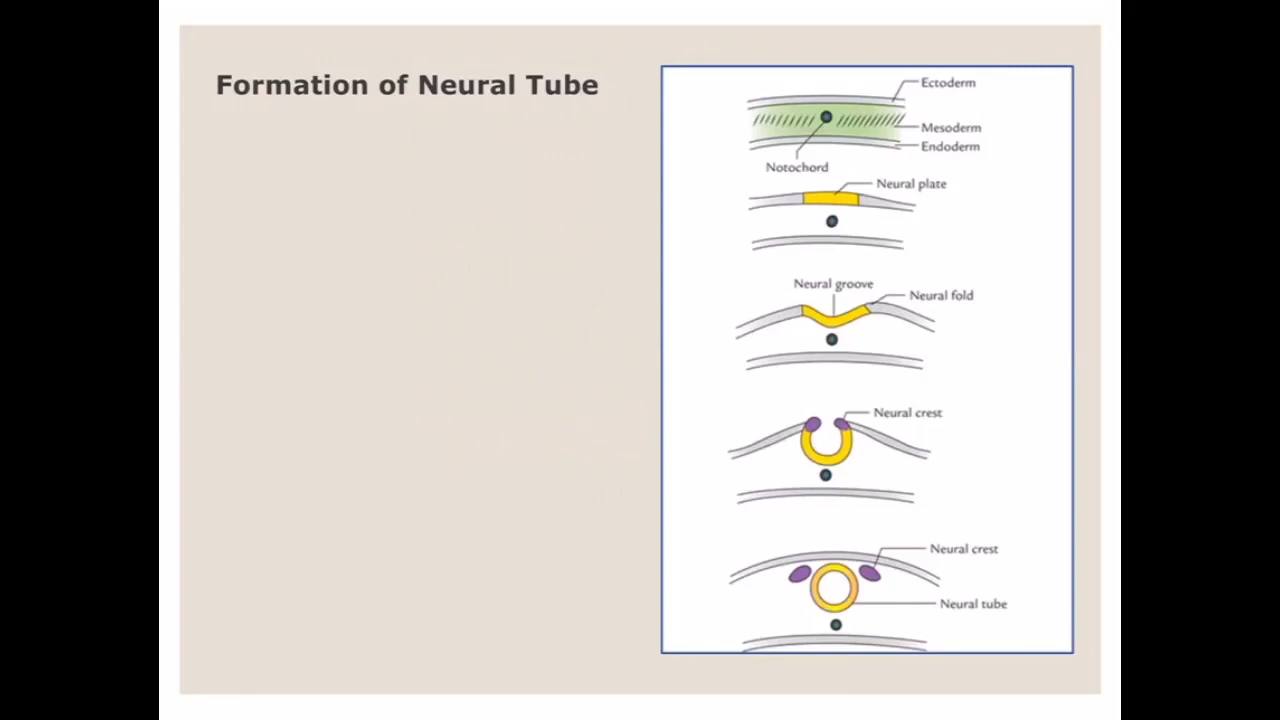 Formation of Neural Tube
Ectoderm
Mesoderm
Endoderm
Notochord
Neural plate
Neural groove
Neural fold
Neural crest
Neural crest
Neural tube